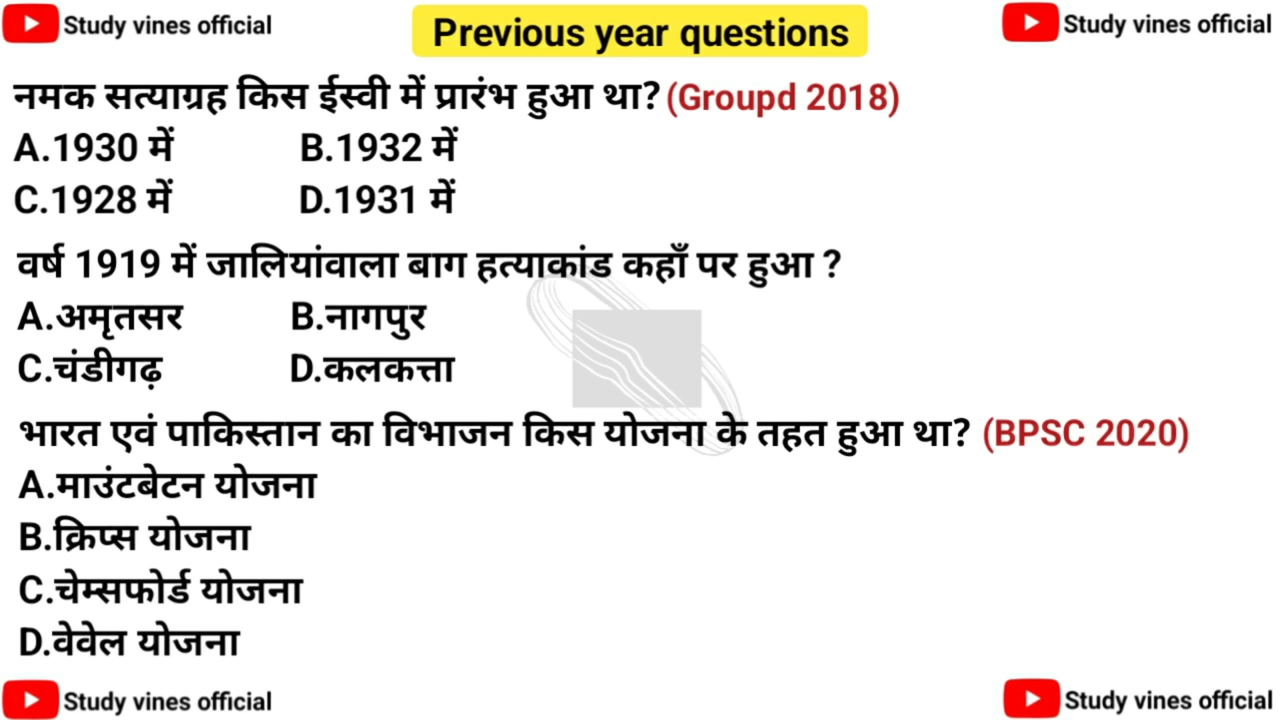 Study vines official
Previous year questions
Study vines official
नमक सत्याग्रह किस ईस्वी में प्रारंभ हुआ था? (Groupd 2018)
A.1930 में B.1932 में
C.1928 में D.1931 में
वर्ष 1919 में जालियांवाला बाग हत्याकांड कहाँ पर हुआ ?
A.अमृतसर B.नागपुर
C.चंडीगढ़ D.कलकत्ता
भारत एवं पाकिस्तान का विभाजन किस योजना के तहत हुआ था? (BPSC 2020)
A.माउंटबेटन योजना
B.क्रिप्स योजना
C.चेम्सफोर्ड योजना
D.वेवेल योजना
Study vines official
Study vines official